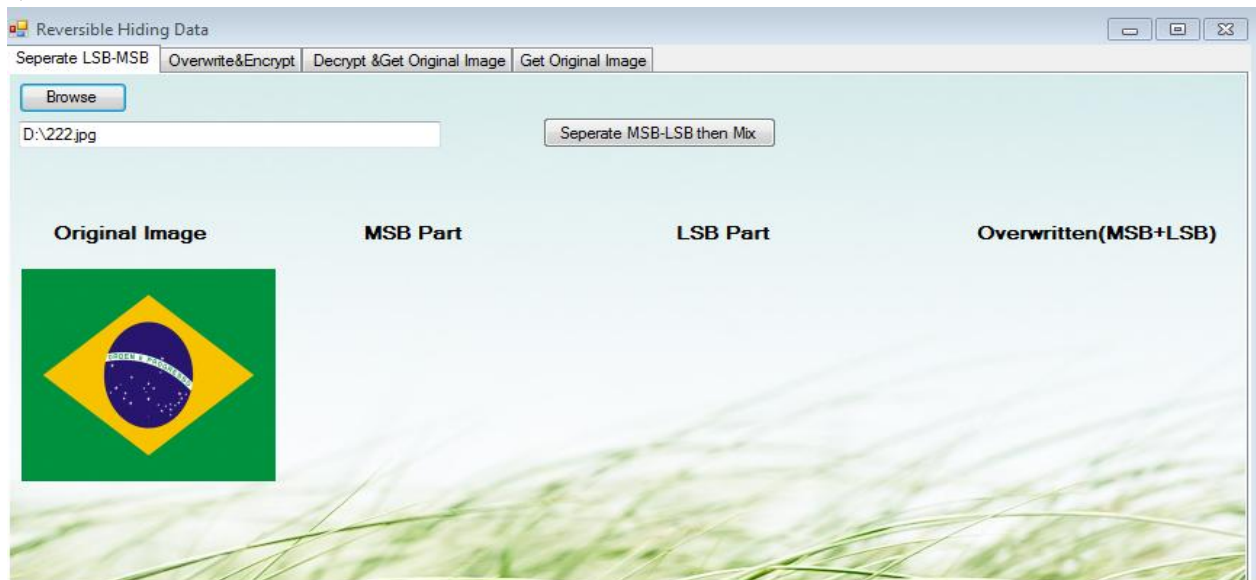 Reversible Hiding Data
Seperate LSB-MSB Overwrite&Encrypt Decrypt &Get Original Image Get Original Image
Browse
D:\222.jpg Seperate MSB-LSB then Mix
Original Image MSB Part LSB Part Overwritten(MSB+LSB)